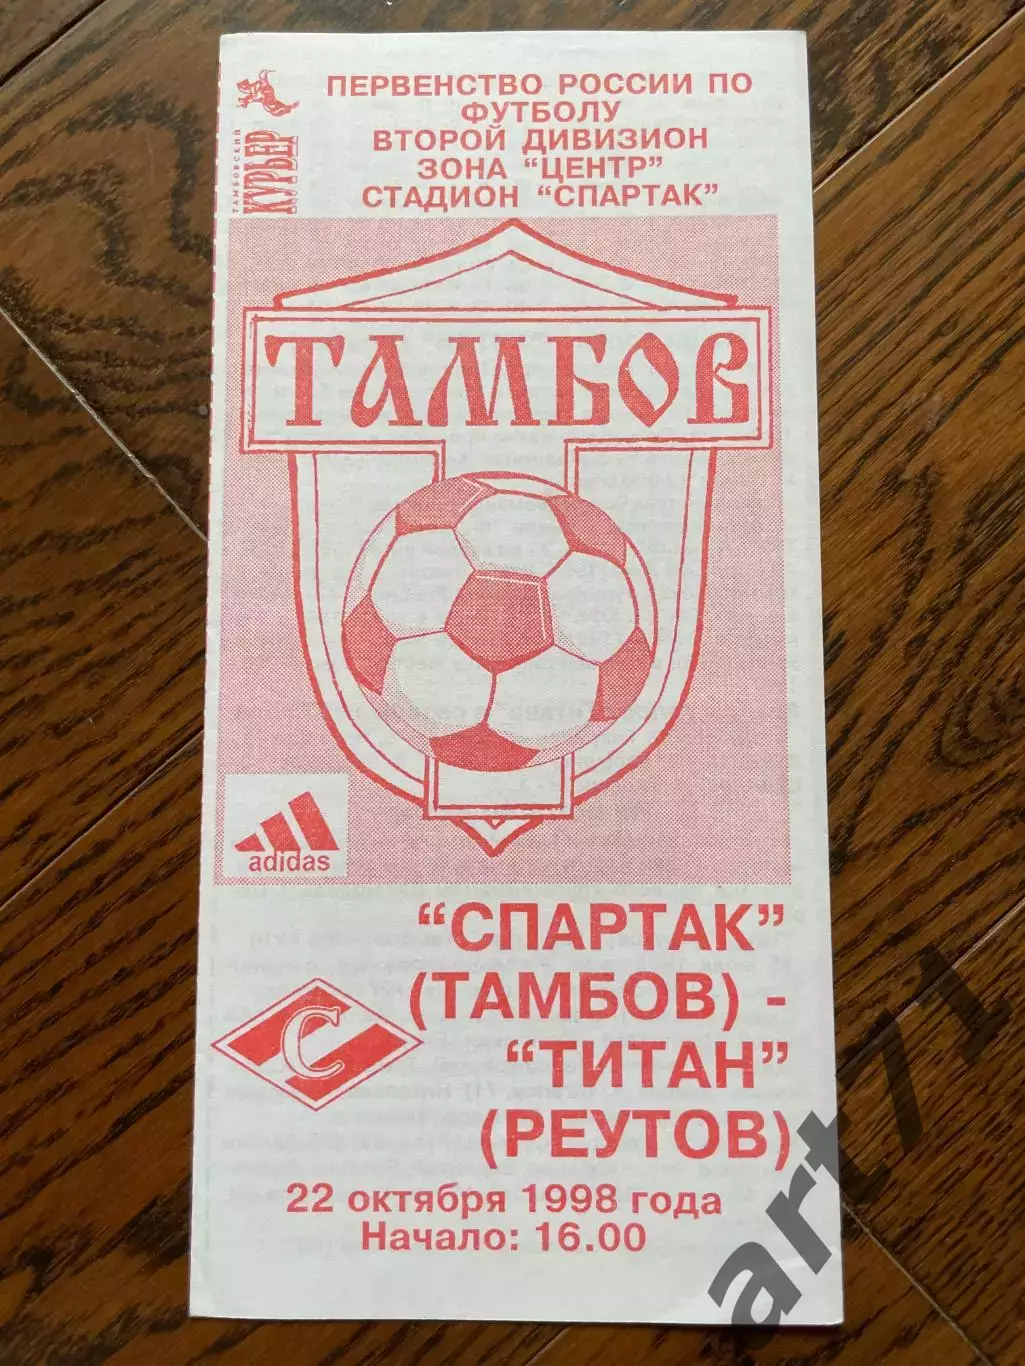 ТАМБОВСКИЙ
КУРЬЕР
ПЕРВЕНСТВО РОССИИ ПО
ФУТБОЛУ
ВТОРОЙ ДИВИЗИОН
ЗОНА “ЦЕНТР”
СТАДИОН “СПАРТАК”
ТАМБОВ
adidas
“СПАРТАК”
(ТАМБОВ) -
“ТИТАН”
(РЕУТОВ)
С
22 октября 1998 года
Начало: 16.00
art71